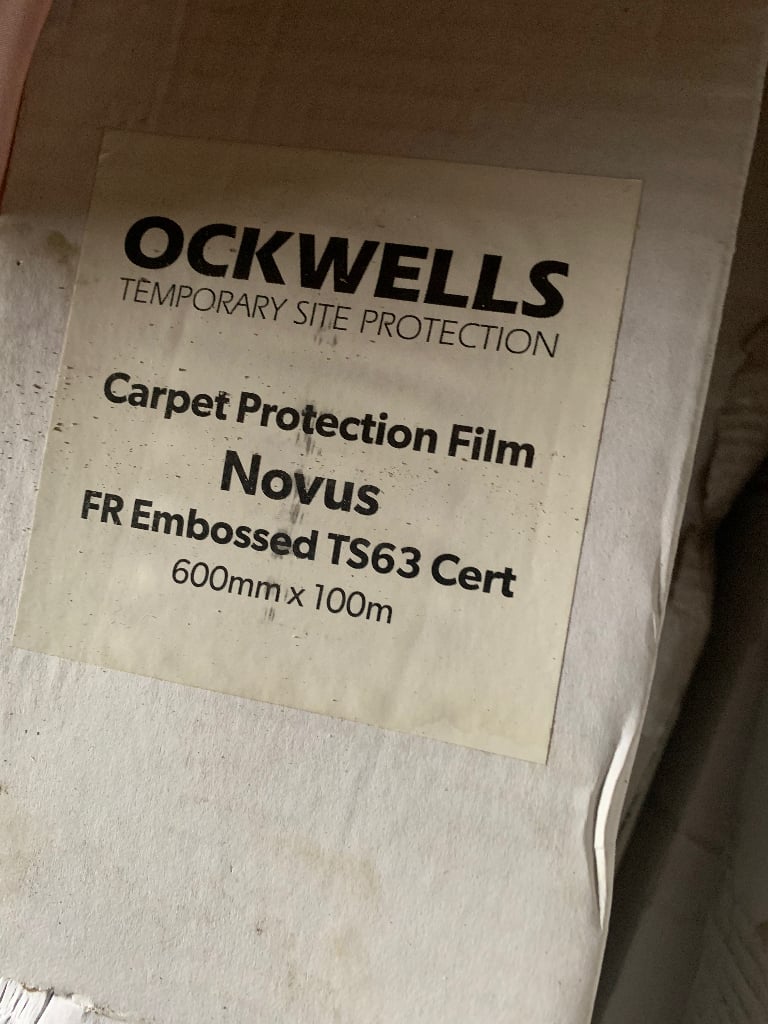 OCKWELLS
TEMPORARY SITE PROTECTION
Carpet Protection Film
Novus
FR Embossed TS63 Cert
600mm x 100m